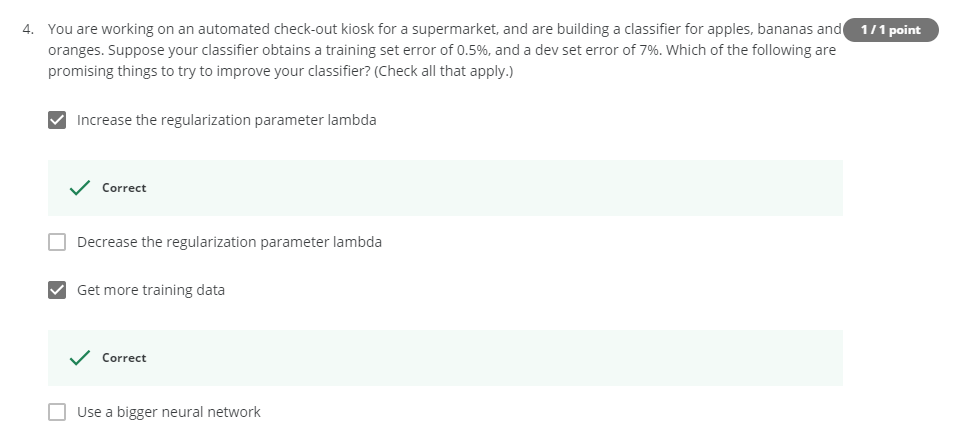 4. You are working on an automated check-out kiosk for a supermarket, and are building a classifier for apples, bananas and 1 / 1 point
oranges. Suppose your classifier obtains a training set error of 0.5%, and a dev set error of 7%. Which of the following are
promising things to try to improve your classifier? (Check all that apply.)
Increase the regularization parameter lambda
Correct
Decrease the regularization parameter lambda
Get more training data
Correct
Use a bigger neural network